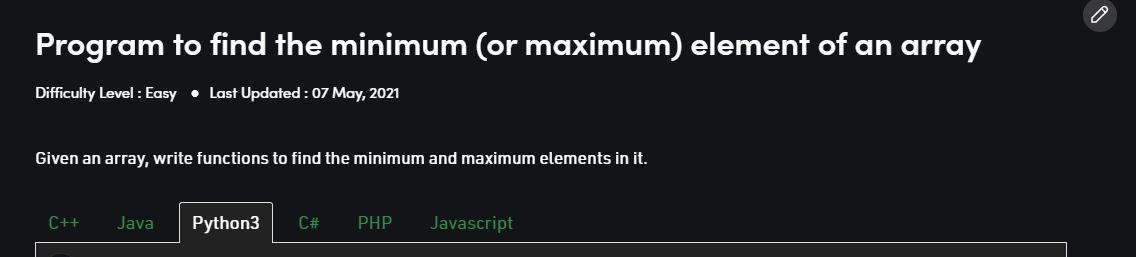 Program to find the minimum (or maximum) element of an array
Difficulty Level : Easy ● Last Updated : 07 May, 2021
Given an array, write functions to find the minimum and maximum elements in it.
C++ Java Python3 C# PHP Javascript